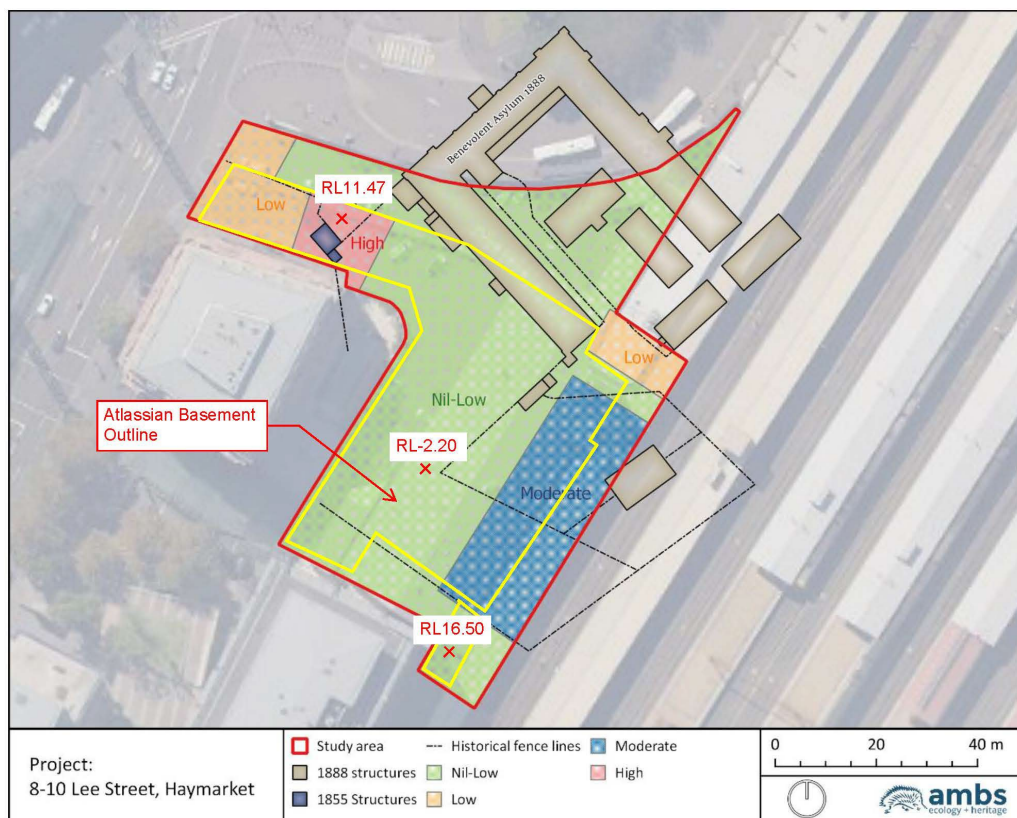 Benevolent Asylum 1888
RL11.47
Low
High
Low
Nil-Low
Atlassian Basement
Outline
RL-2.20
Moderate
RL16.50
Project:
8-10 Lee Street, Haymarket
Study area
Historical fence lines
Moderate
1888 structures
Nil-Low
High
1855 Structures
Low
0 20 40 m
ambs
ecology + heritage